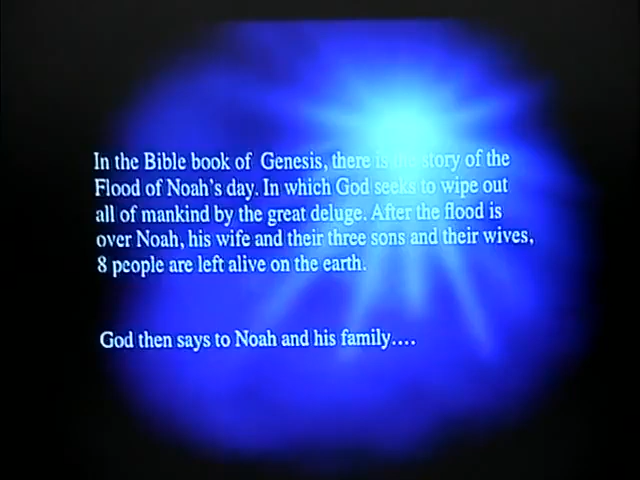 In the Bible book of Genesis, there is the story of the
Flood of Noah's day. In which God seeks to wipe out
all of mankind by the great deluge. After the flood is
over Noah, his wife and their three sons and their wives,
8 people are left alive on the earth.
God then says to Noah and his family....